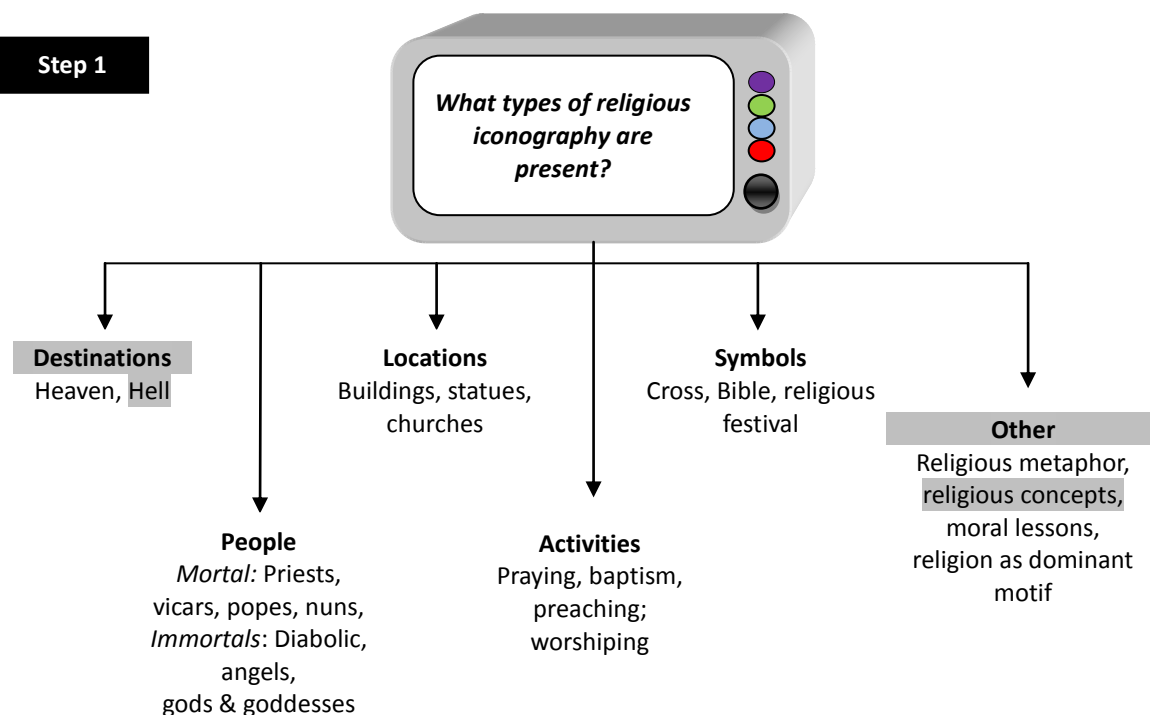 Step 1
What types of religious
iconography are
present?
Destinations
Heaven, Hell
Locations
Buildings, statues,
churches
Symbols
Cross, Bible, religious
festival
Other
Religious metaphor,
religious concepts,
moral lessons,
religion as dominant
motif
People
Mortal: Priests,
vicars, popes, nuns,
Immortals: Diabolic,
angels,
gods & goddesses
Activities
Praying, baptism,
preaching;
worshiping